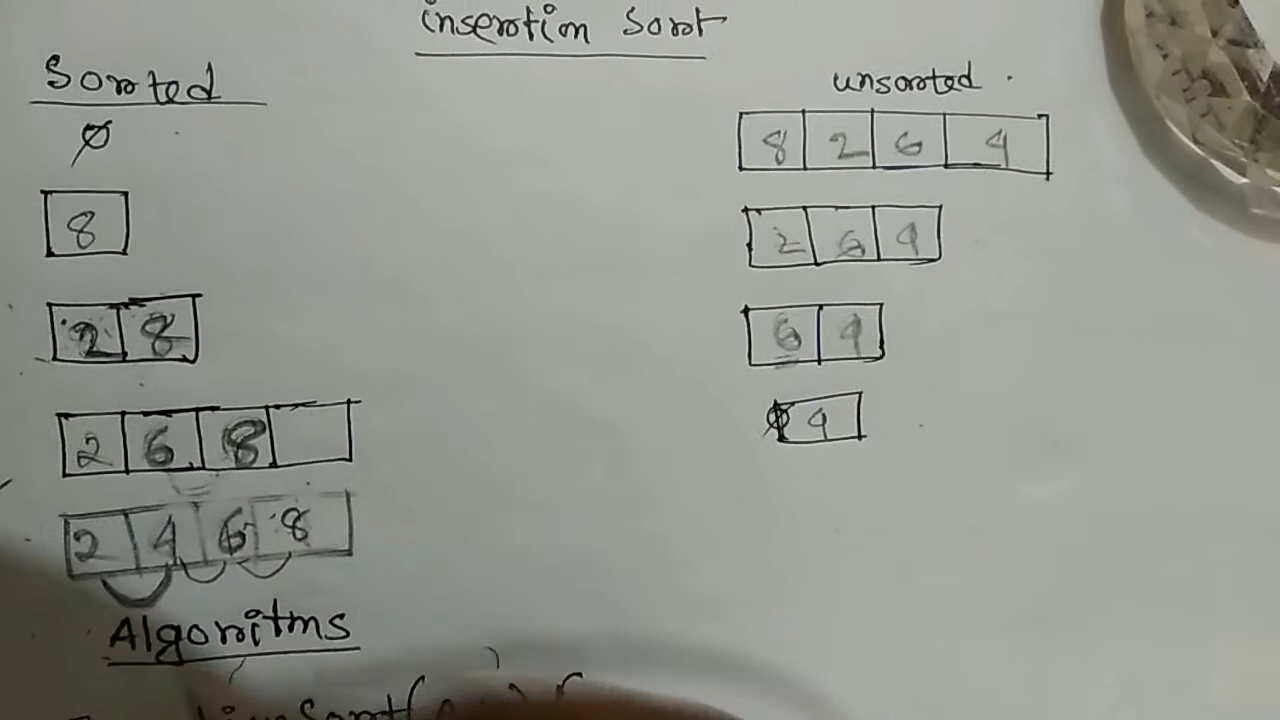 insertion Sort
Sorted unsorted
φ 8 2 6 4
8 2 6 4
2 8 6 4
2 6 8 4
2 4 6 8
Algoritms